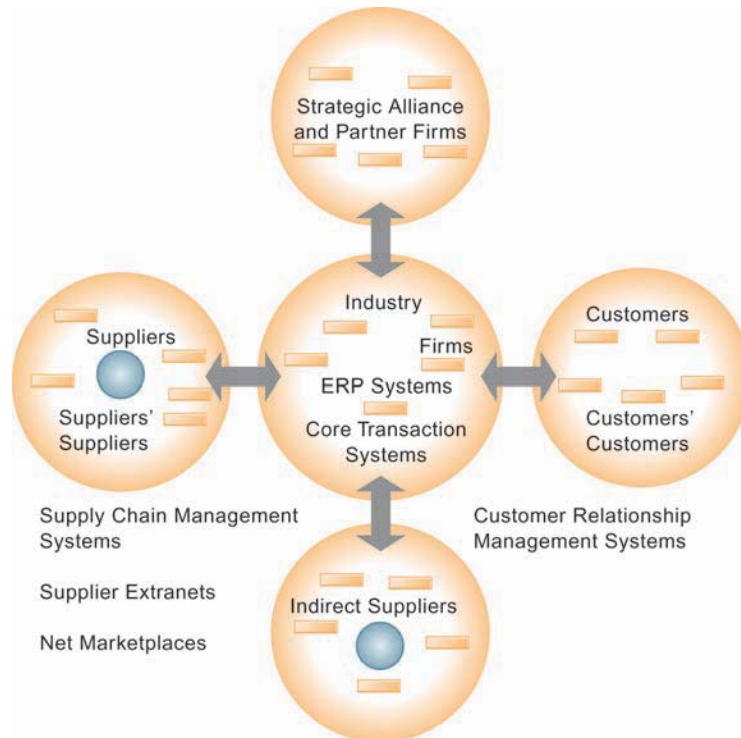 Strategic Alliance
and Partner Firms
Industry
Firms
ERP Systems
Core Transaction
Systems
Suppliers
Suppliers’
Suppliers
Customers
Customers’
Customers
Supply Chain Management
Systems
Supplier Extranets
Net Marketplaces
Customer Relationship
Management Systems
Indirect Suppliers